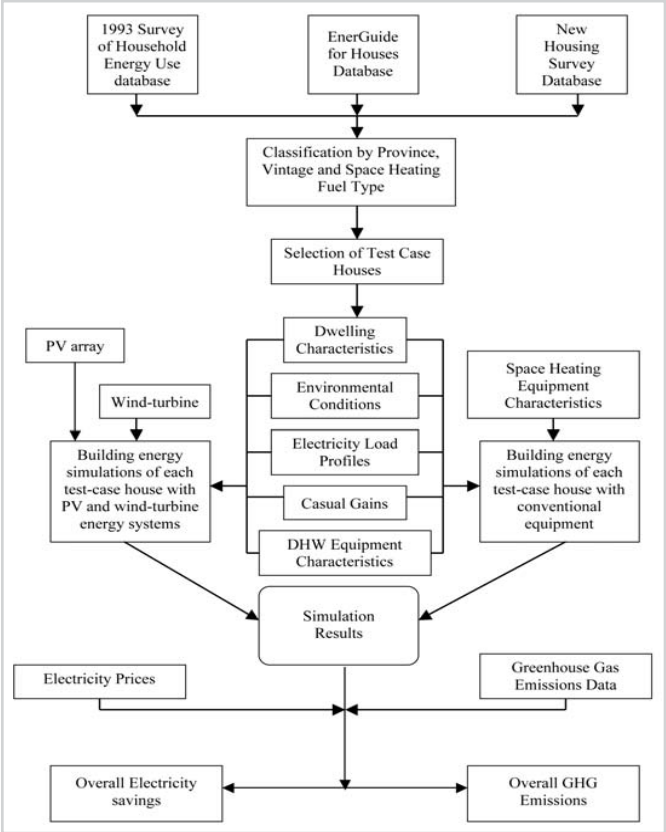 1993 Survey
of Household
Energy Use
database
EnerGuide
for Houses
Database
New
Housing
Survey
Database
Classification by Province,
Vintage and Space Heating
Fuel Type
Selection of Test Case
Houses
Dwelling
Characteristics
PV array
Space Heating
Equipment
Characteristics
Environmental
Conditions
Wind-turbine
Electricity Load
Profiles
Building energy
simulations of each
test-case house with
PV and wind-turbine
energy systems
Building energy
simulations of each
test-case house with
conventional
equipment
Casual Gains
DHW Equipment
Characteristics
Simulation
Results
Electricity Prices
Greenhouse Gas
Emissions Data
Overall Electricity
savings
Overall GHG
Emissions